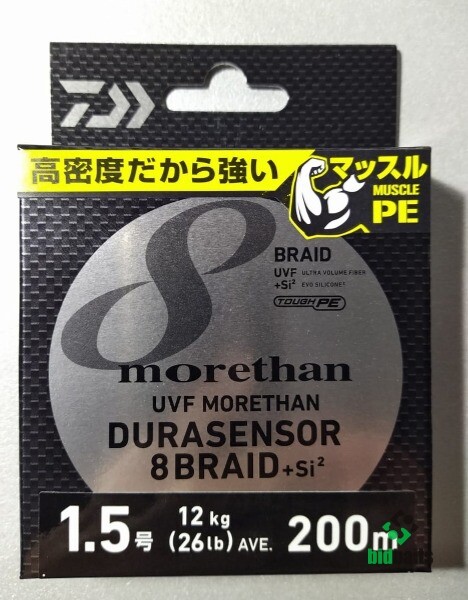 高密度だから強い
マッスル
MUSCLE
PE
8
BRAID
UVF ULTRA VOLUME FIBER
+Si² EVO SILICONE²
TOUGH PE
morethan
UVF MORETHAN
DURASENSOR
8BRAID+Si²
1.5号 12kg (26lb) AVE. 200m
bid